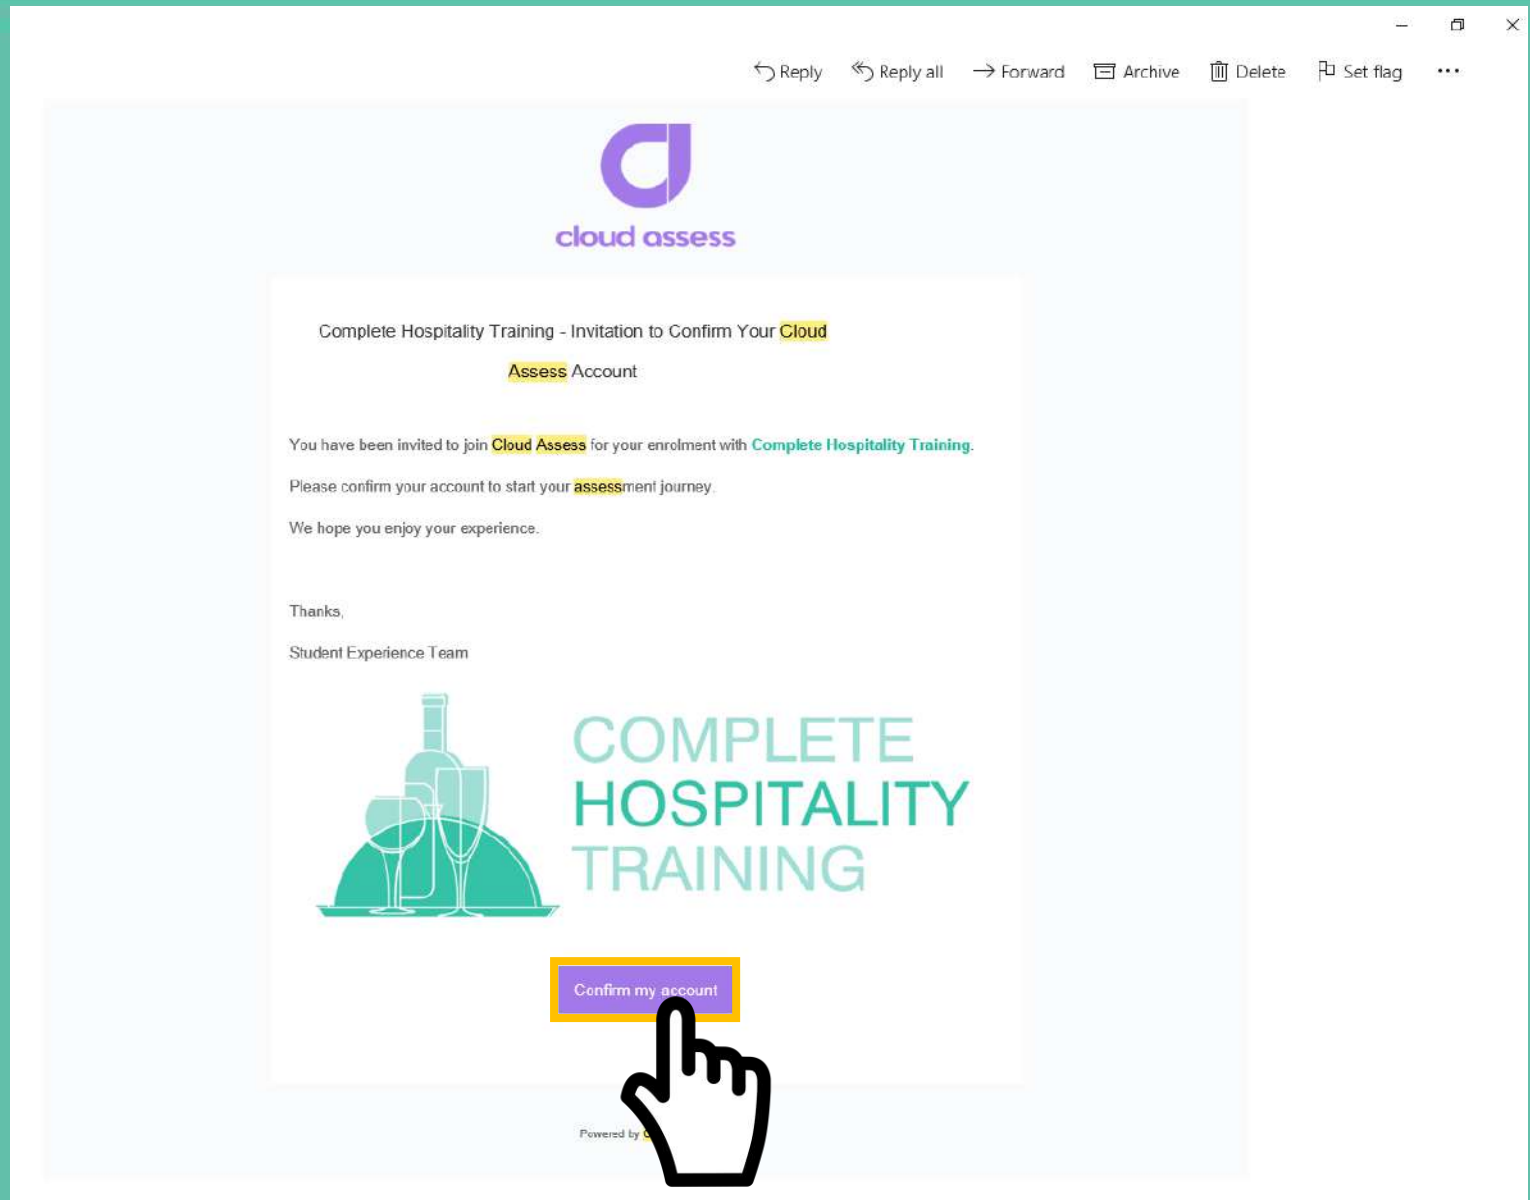 Reply Reply all Forward Archive Delete Set flag
cloud assess
Complete Hospitality Training - Invitation to Confirm Your Cloud
Assess Account
You have been invited to join Cloud Assess for your enrolment with Complete Hospitality Training.
Please confirm your account to start your assessment journey.
We hope you enjoy your experience.
Thanks,
Student Experience Team
COMPLETE
HOSPITALITY
TRAINING
Confirm my account
Powered by